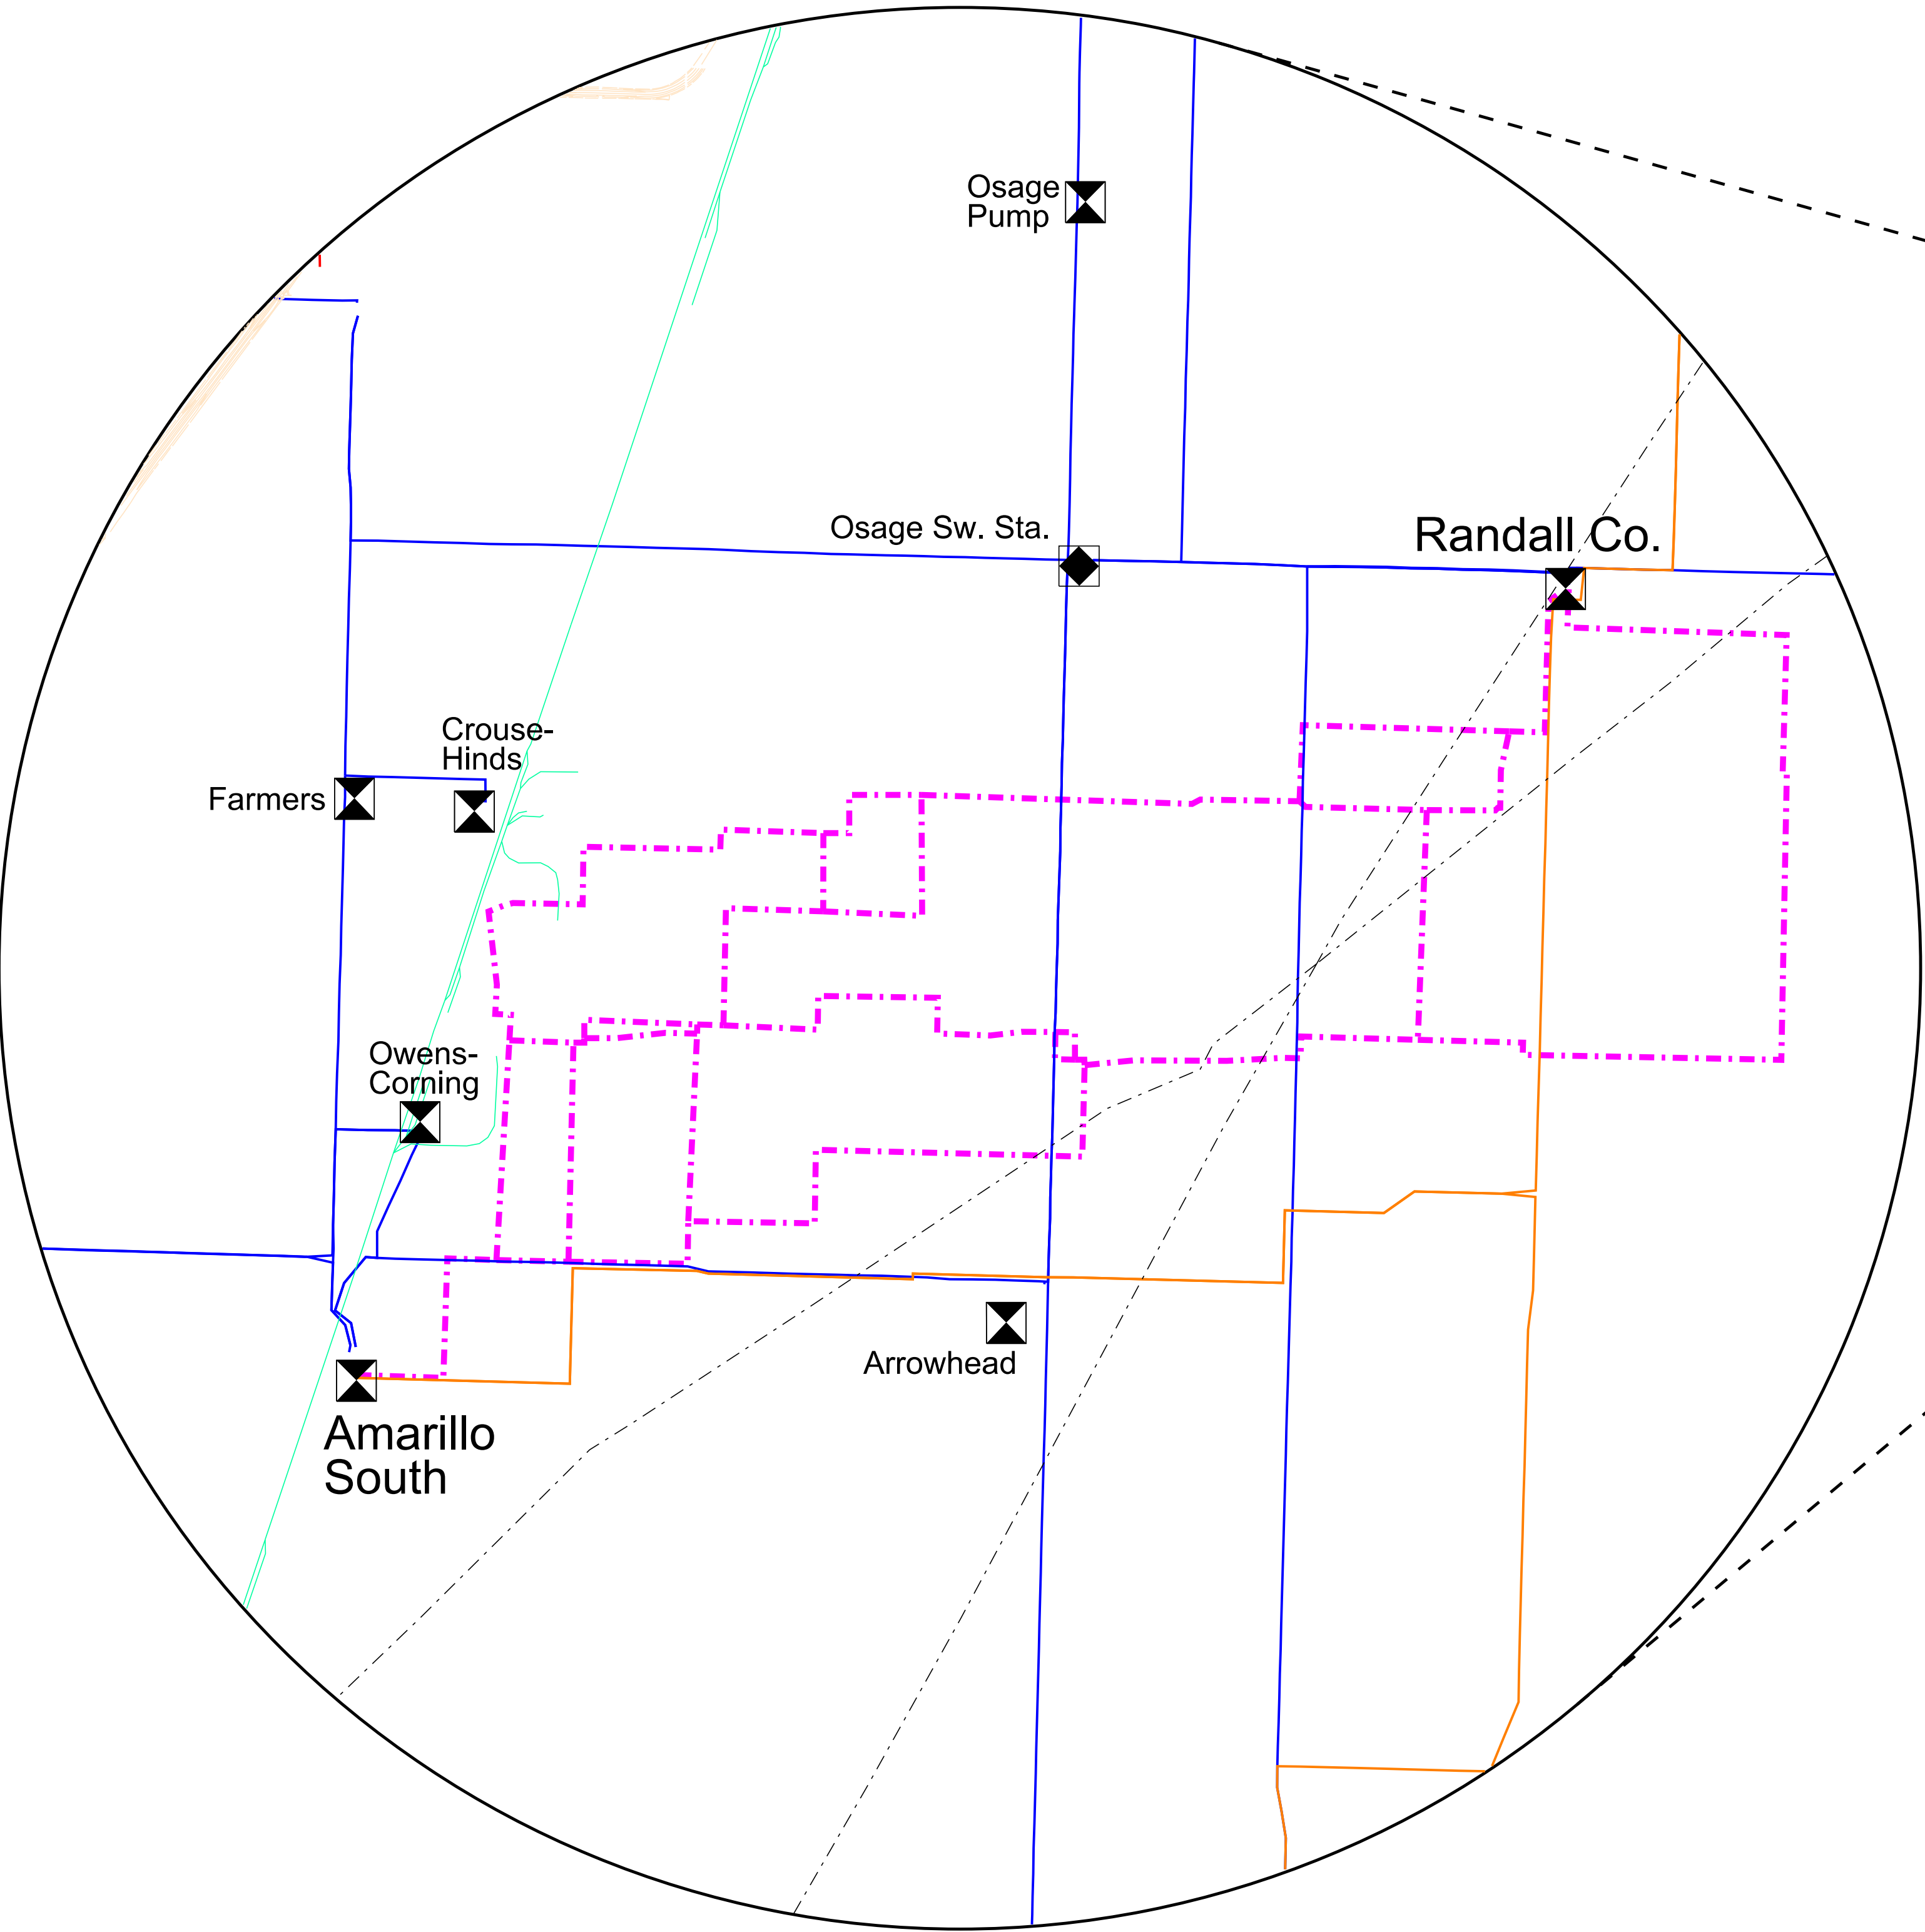 Osage
Pump
Osage Sw. Sta.
Randall Co.
Crouse-
Hinds
Farmers
Owens-
Corning
Arrowhead
Amarillo
South